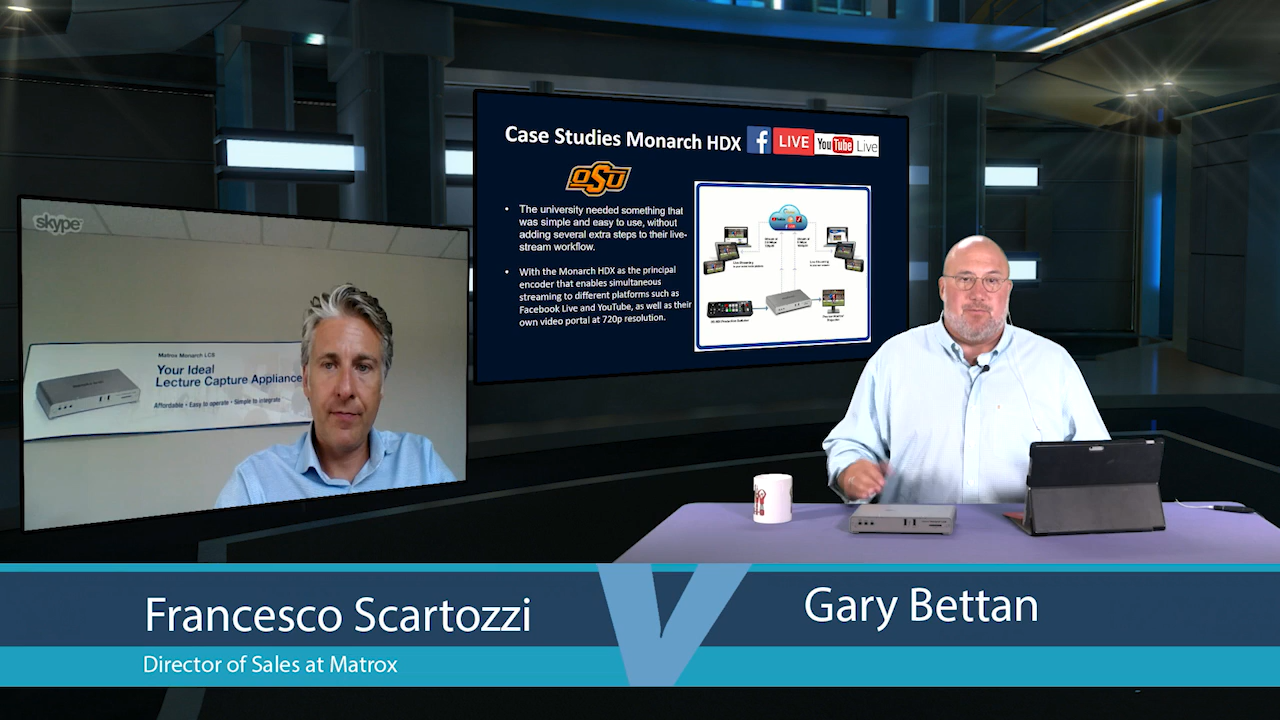 Case Studies Monarch HDX
f
LIVE
YouTube Live
OSU
• The university needed something that
was simple and easy to use, without
adding several extra steps to their live-
stream workflow.
• With the Monarch HDX as the principal
encoder that enables simultaneous
streaming to different platforms such as
Facebook Live and YouTube, as well as their
own video portal at 720p resolution.
skype
Matrox Monarch LCS
Your Ideal
Lecture Capture Appliance
Affordable • Easy to operate • Simple to integrate
Francesco Scartozzi
Director of Sales at Matrox
V
Gary Bettan